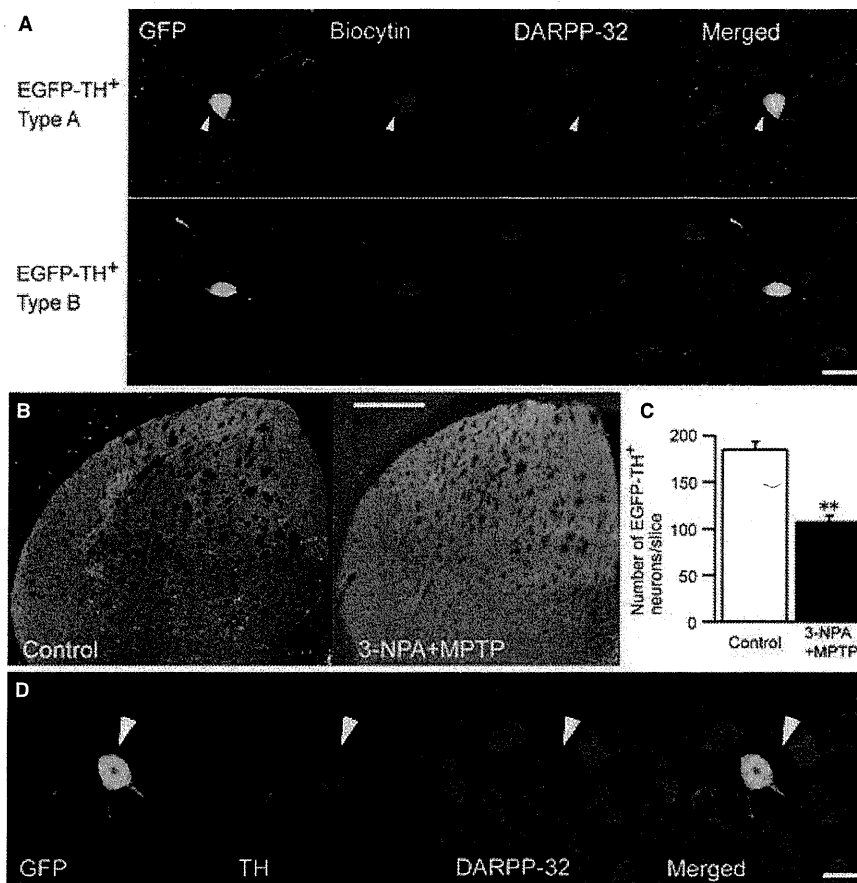 A
GFP Biocytin DARPP-32 Merged
EGFP-TH⁺
Type A
EGFP-TH⁺
Type B
B
Control
3-NPA+MPTP
C
Number of EGFP-TH⁺
neurons/slice
200
150
100
50
0
**
Control
3-NPA
+MPTP
D
GFP TH DARPP-32 Merged